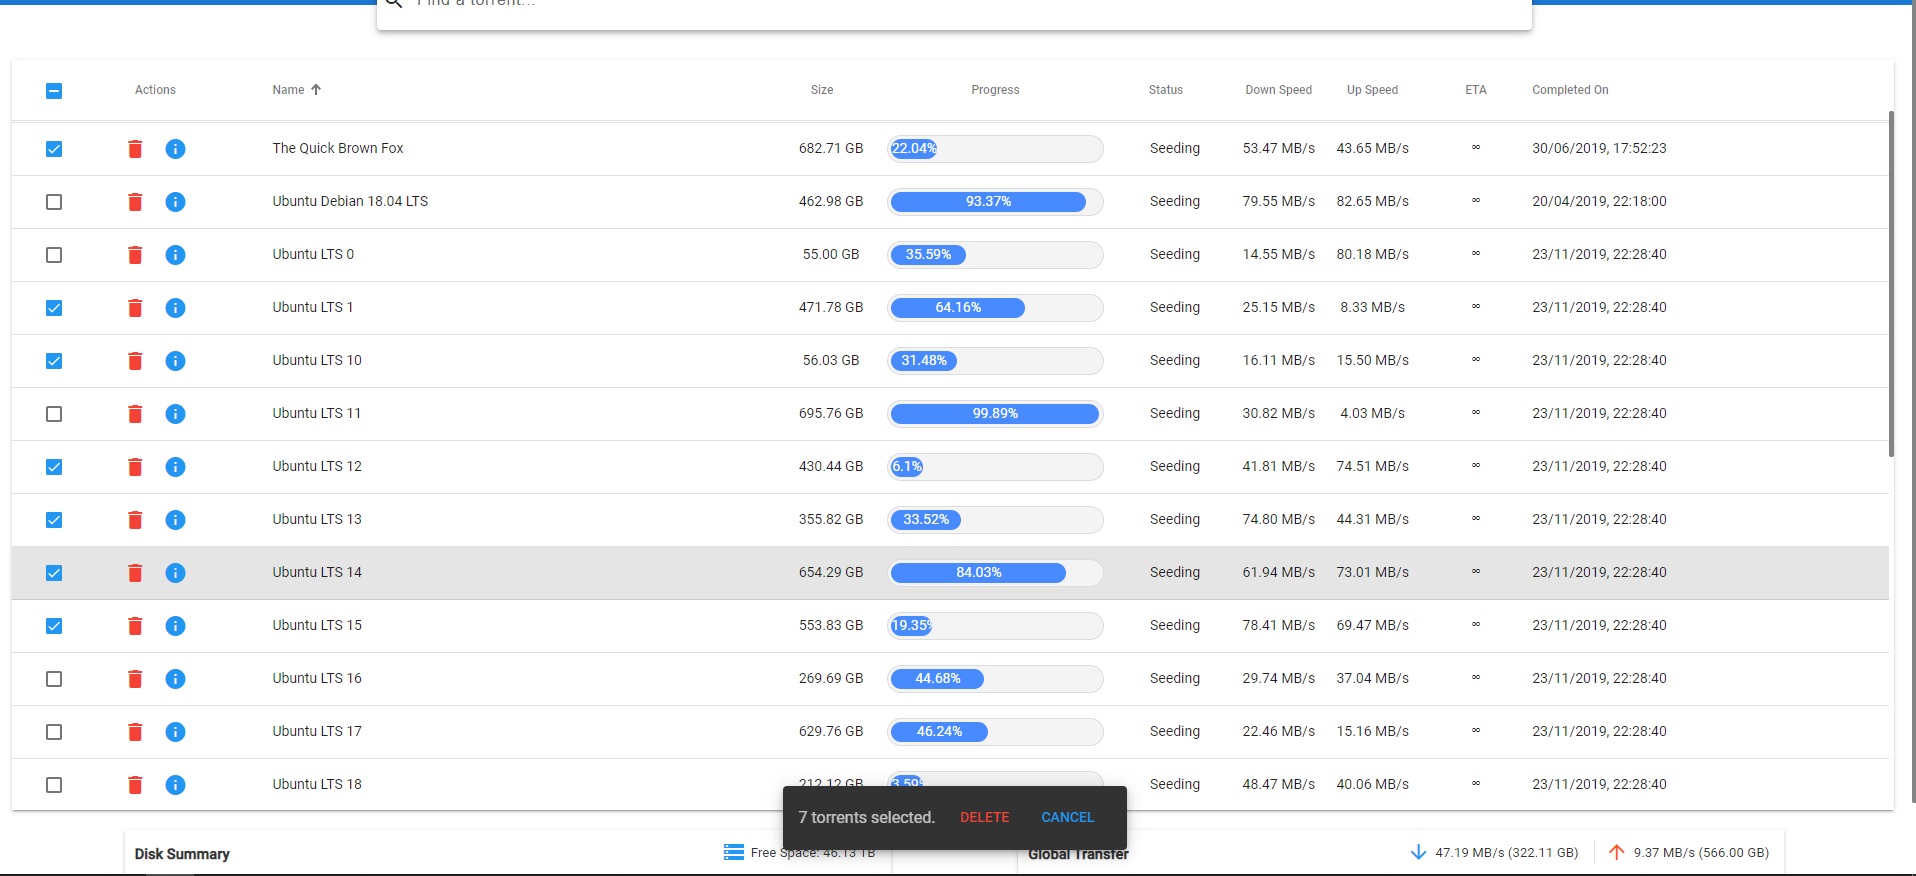 Find a torrent...
Actions Name Size Progress Status Down Speed Up Speed ETA Completed On
The Quick Brown Fox 682.71 GB 22.04% Seeding 53.47 MB/s 43.65 MB/s ∞ 30/06/2019, 17:52:23
Ubuntu Debian 18.04 LTS 462.98 GB 93.37% Seeding 79.55 MB/s 82.65 MB/s ∞ 20/04/2019, 22:18:00
Ubuntu LTS 0 55.00 GB 35.59% Seeding 14.55 MB/s 80.18 MB/s ∞ 23/11/2019, 22:28:40
Ubuntu LTS 1 471.78 GB 64.16% Seeding 25.15 MB/s 8.33 MB/s ∞ 23/11/2019, 22:28:40
Ubuntu LTS 10 56.03 GB 31.48% Seeding 16.11 MB/s 15.50 MB/s ∞ 23/11/2019, 22:28:40
Ubuntu LTS 11 695.76 GB 99.89% Seeding 30.82 MB/s 4.03 MB/s ∞ 23/11/2019, 22:28:40
Ubuntu LTS 12 430.44 GB 6.1% Seeding 41.81 MB/s 74.51 MB/s ∞ 23/11/2019, 22:28:40
Ubuntu LTS 13 355.82 GB 33.52% Seeding 74.80 MB/s 44.31 MB/s ∞ 23/11/2019, 22:28:40
Ubuntu LTS 14 654.29 GB 84.03% Seeding 61.94 MB/s 73.01 MB/s ∞ 23/11/2019, 22:28:40
Ubuntu LTS 15 553.83 GB 19.35% Seeding 78.41 MB/s 69.47 MB/s ∞ 23/11/2019, 22:28:40
Ubuntu LTS 16 269.69 GB 44.68% Seeding 29.74 MB/s 37.04 MB/s ∞ 23/11/2019, 22:28:40
Ubuntu LTS 17 629.76 GB 46.24% Seeding 22.46 MB/s 15.16 MB/s ∞ 23/11/2019, 22:28:40
Ubuntu LTS 18 212.12 GB 3.59% Seeding 48.47 MB/s 40.06 MB/s ∞ 23/11/2019, 22:28:40
7 torrents selected. DELETE CANCEL
Disk Summary Free Space: 46.13 TB Global Transfer 47.19 MB/s (322.11 GB) 9.37 MB/s (566.00 GB)